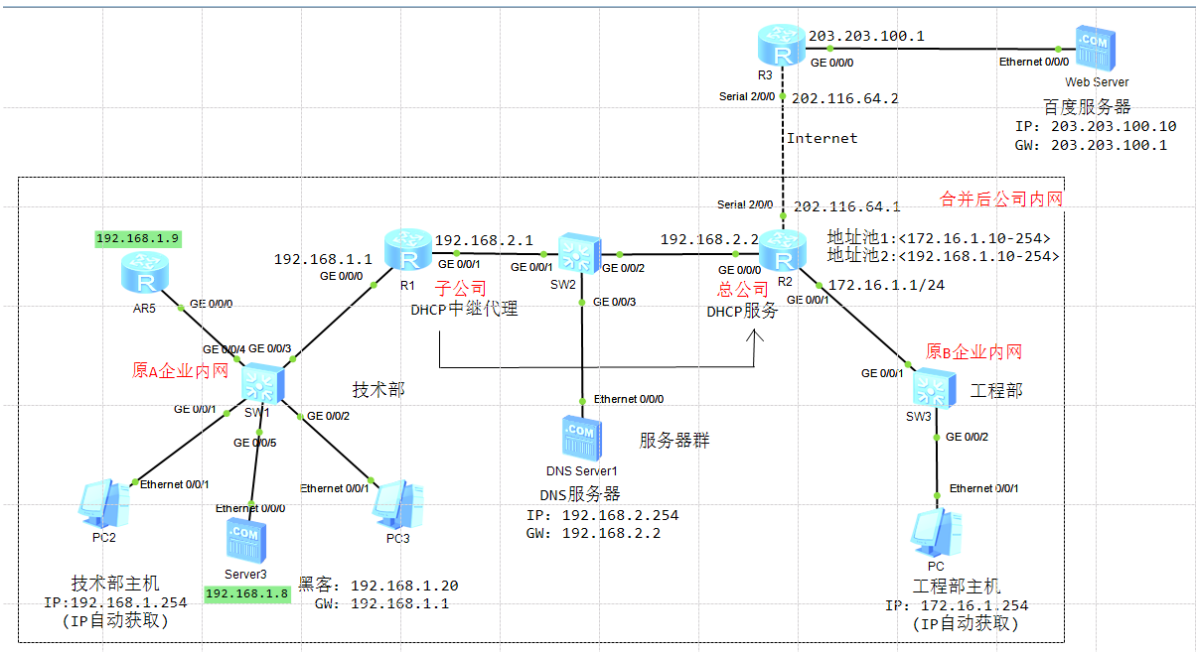 203.203.100.1
GE 0/0/0
R
R3
.COM
Ethernet 0/0/0
Web Server
百度服务器
IP: 203.203.100.10
GW: 203.203.100.1
Serial 2/0/0
202.116.64.2
Internet
Serial 2/0/0
202.116.64.1
合并后公司内网
192.168.1.9
R
AR5
GE 0/0/0
192.168.1.1
GE 0/0/0
R
R1
192.168.2.1
GE 0/0/1
子公司
DHCP中继代理
GE 0/0/1
SW2
GE 0/0/2
GE 0/0/3
192.168.2.2
GE 0/0/0
R
R2
总公司
DHCP服务
地址池1:<172.16.1.10-254>
地址池2:<192.168.1.10-254>
172.16.1.1/24
GE 0/0/1
原A企业内网
GE 0/0/4
GE 0/0/3
SW1
技术部
GE 0/0/1
GE 0/0/2
GE 0/0/5
原B企业内网
GE 0/0/1
SW3
工程部
GE 0/0/2
Ethernet 0/0/0
.COM
DNS Server1
服务器群
DNS服务器
IP: 192.168.2.254
GW: 192.168.2.2
Ethernet 0/0/1
PC2
Ethernet 0/0/0
.COM
Server3
192.168.1.8
Ethernet 0/0/1
PC3
技术部主机
IP:192.168.1.254
(IP自动获取)
黑客: 192.168.1.20
GW: 192.168.1.1
Ethernet 0/0/1
PC
工程部主机
IP: 172.16.1.254
(IP自动获取)